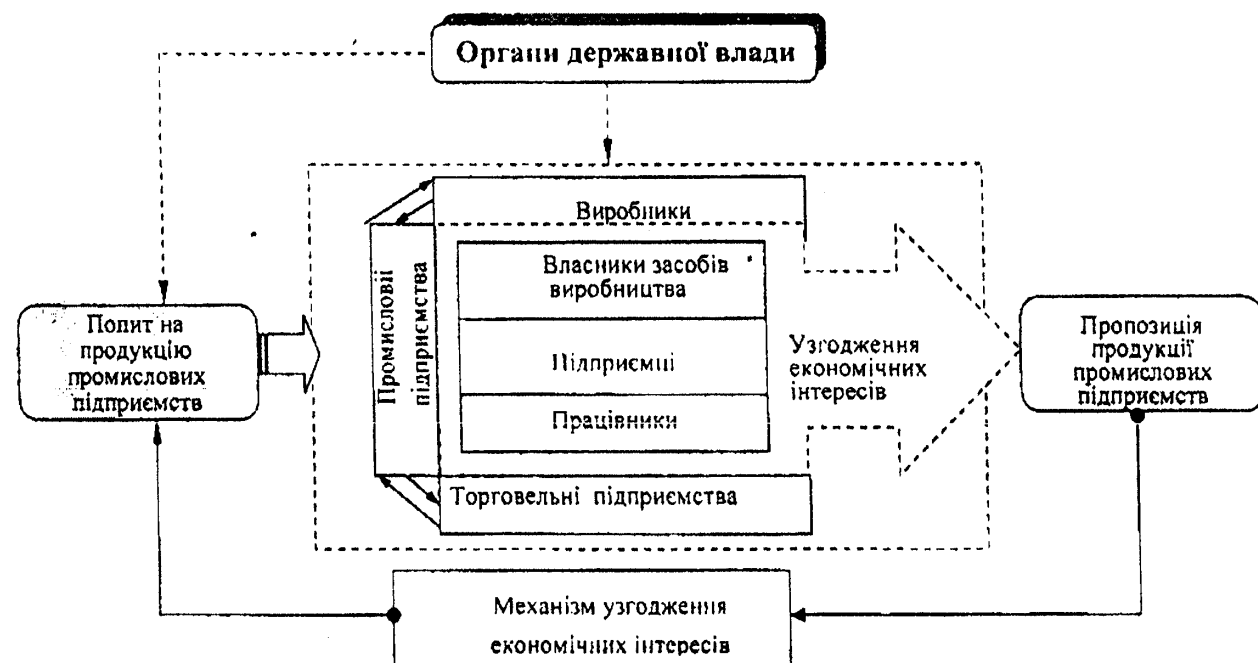 Органи державної влади
Виробники
Промислові
підприємства
Власники засобів
виробництва
Підприємці
Працівники
Узгодження
економічних
інтересів
Попит на
продукцію
промислових
підприємств
Пропозиція
продукції
промислових
підприємств
Торговельні підприємства
Механізм узгодження
економічних інтересів